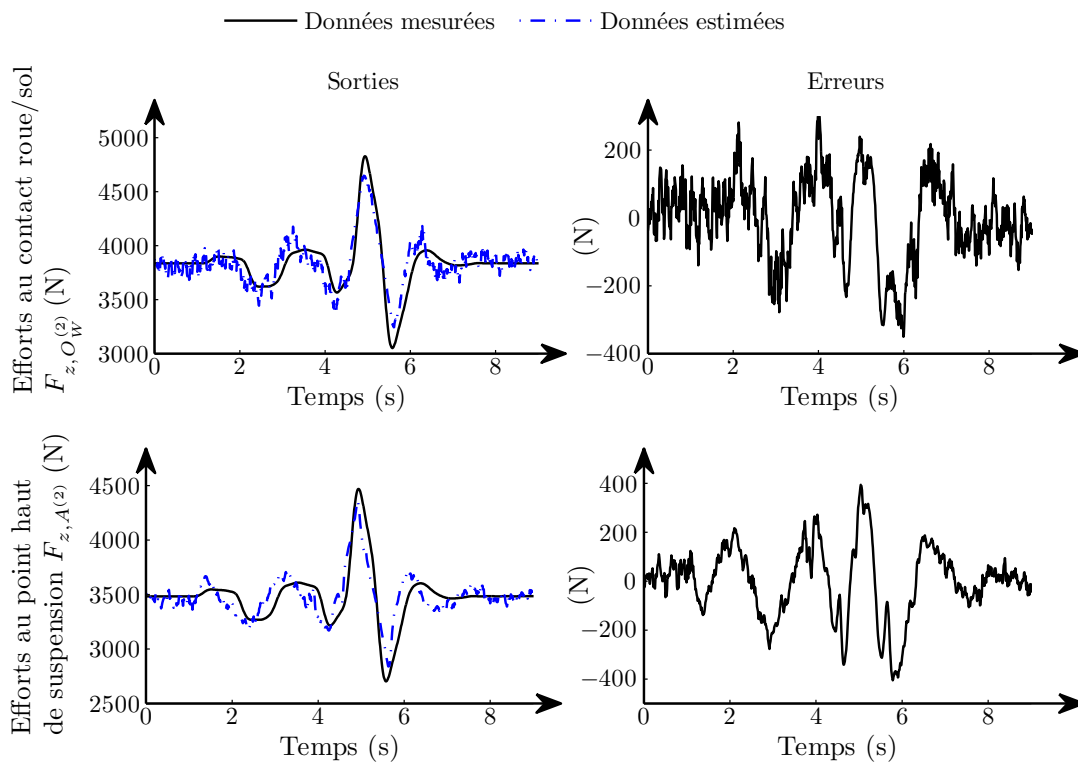 Données mesurées
Données estimées
Sorties
Erreurs
Efforts au contact roue/sol
F_{z,O_W^{(2)}} (N)
5000
4500
4000
3500
3000
0
2
4
6
8
Temps (s)
(N)
200
0
−200
−400
0
2
4
6
8
Temps (s)
Efforts au point haut
de suspension F_{z,A^{(2)}} (N)
4500
4000
3500
3000
2500
0
2
4
6
8
Temps (s)
(N)
400
200
0
−200
−400
0
2
4
6
8
Temps (s)